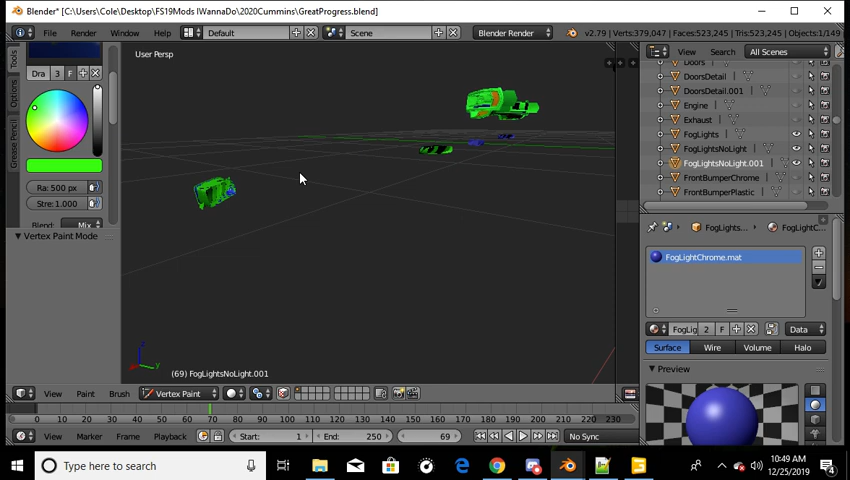 Blender* [C:\Users\Cole\Desktop\FS19Mods IWannaDo\2020Cummins\GreatProgress.blend]
File Render Window Help Default Scene Blender Render v2.79 | Verts:379,047 | Faces:523,245 | Tris:523,245 | Objects:1/149
User Persp
View Search All Scenes
Tools
Options
Grease Pencil
Dra 3 F
Doors
DoorsDetail
DoorsDetail.001
Engine
Exhaust
FogLights
FogLightsNoLight
FogLightsNoLight.001
FrontBumperChrome
FrontBumperPlastic
Ra: 500 px
Stre: 1.000
Blend: Mix
Vertex Paint Mode
FogLights... FogLightC...
FogLightChrome.mat
FogLig 2 F Data
Surface Wire Volume Halo
Preview
z
y
(69) FogLightsNoLight.001
View Paint Brush Vertex Paint
0 10 20 30 40 50 60 70 80 90 100 110 120 130 140 150 160 170 180 190 200 210 220 230
View Marker Frame Playback Start: 1 End: 250 69 No Sync
Type here to search
10:49 AM
12/25/2019
4